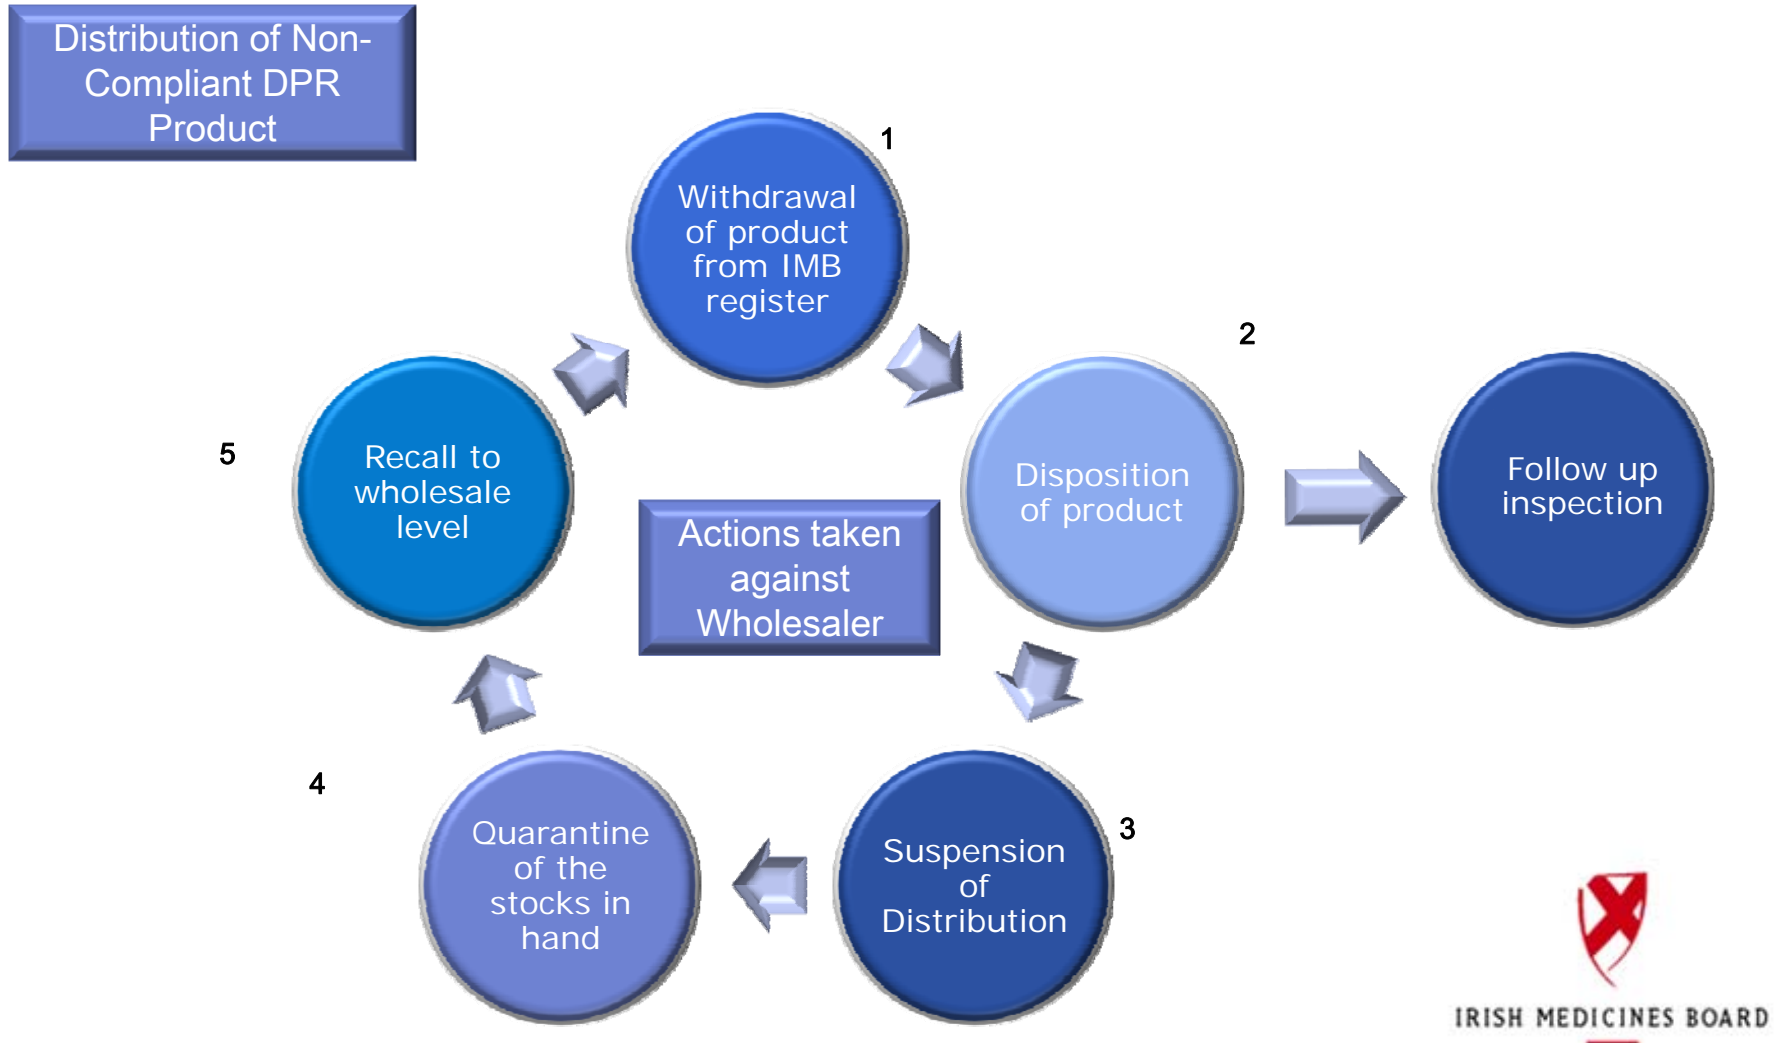 Distribution of Non-
Compliant DPR
Product
1
Withdrawal
of product
from IMB
register
2
Disposition
of product
Follow up
inspection
3
Suspension
of
Distribution
4
Quarantine
of the
stocks in
hand
5
Recall to
wholesale
level
Actions taken
against
Wholesaler
IRISH MEDICINES BOARD